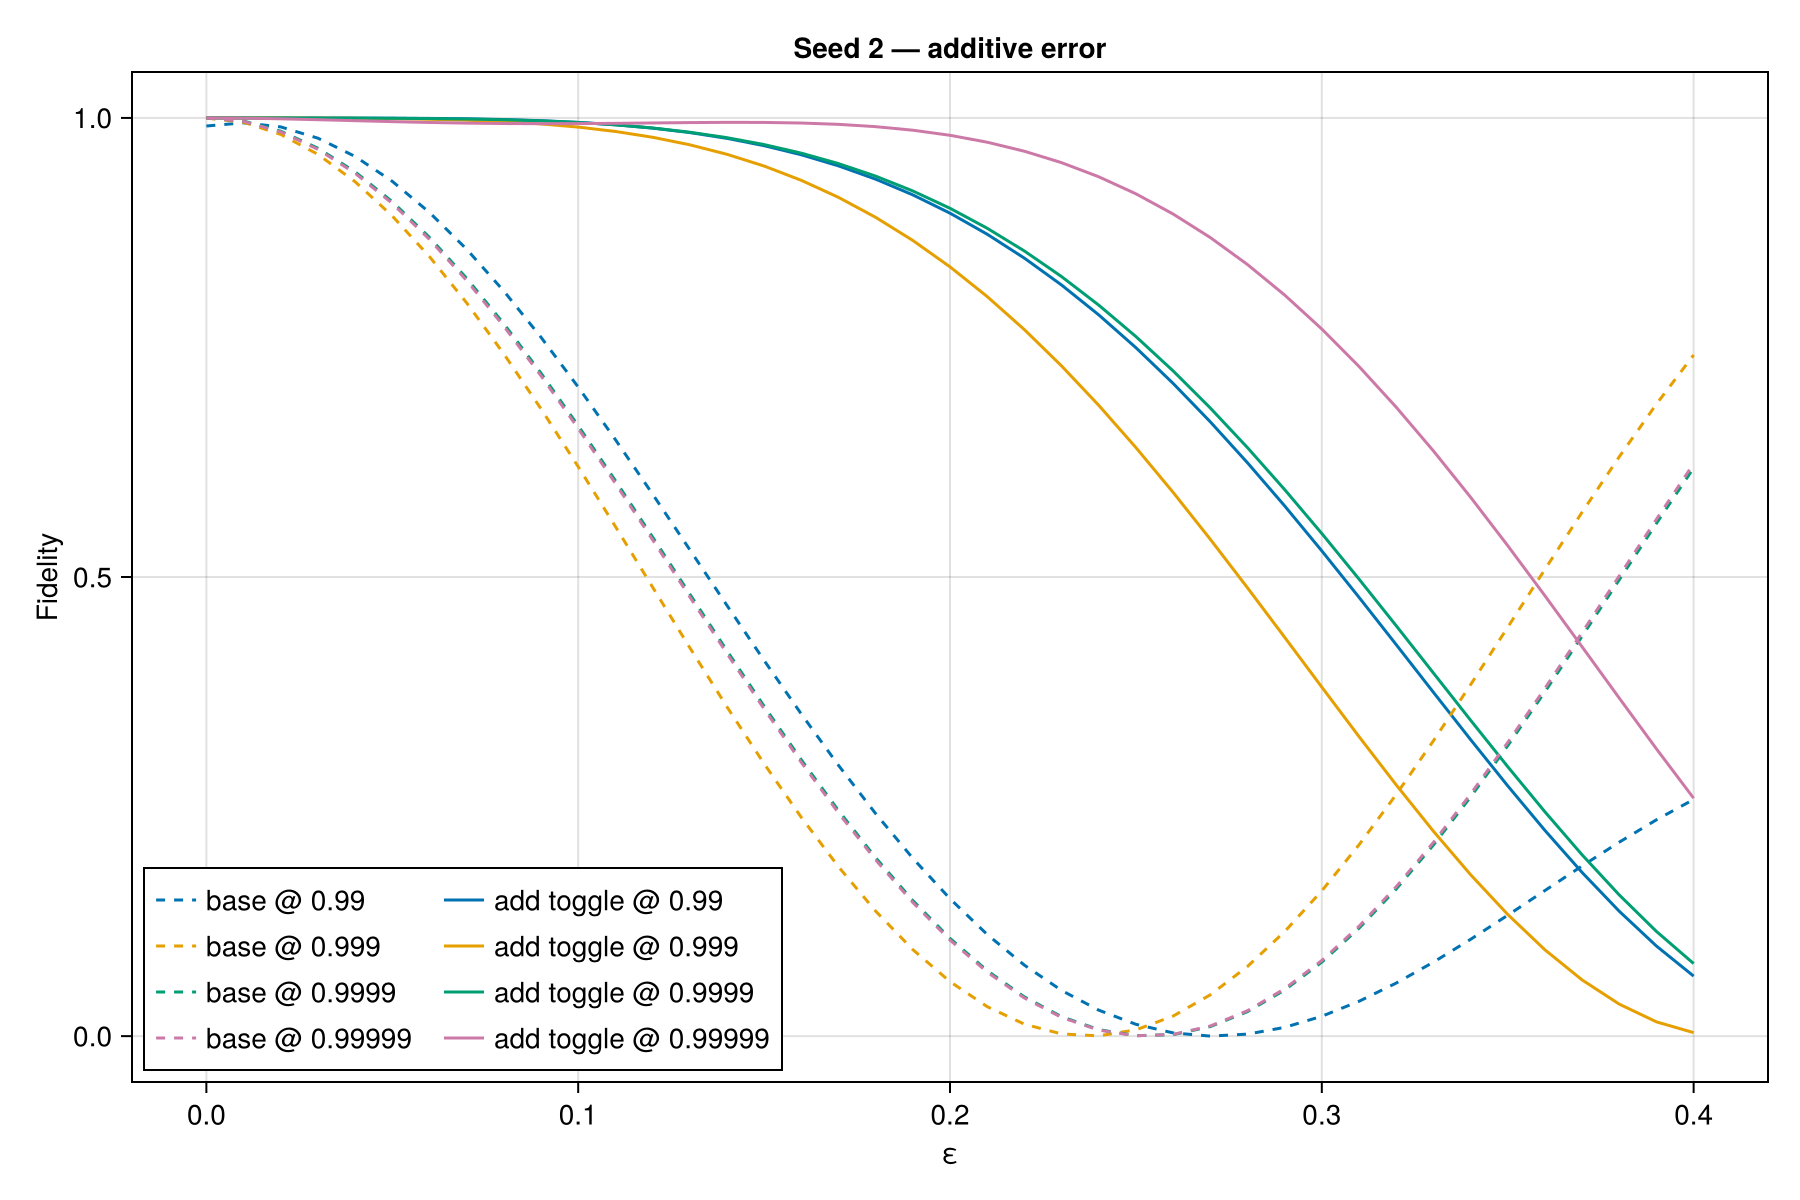 Seed 2 — additive error
Fidelity
1.0
0.5
0.0
base @ 0.99
add toggle @ 0.99
base @ 0.999
add toggle @ 0.999
base @ 0.9999
add toggle @ 0.9999
base @ 0.99999
add toggle @ 0.99999
0.0 0.1 0.2 0.3 0.4
ε